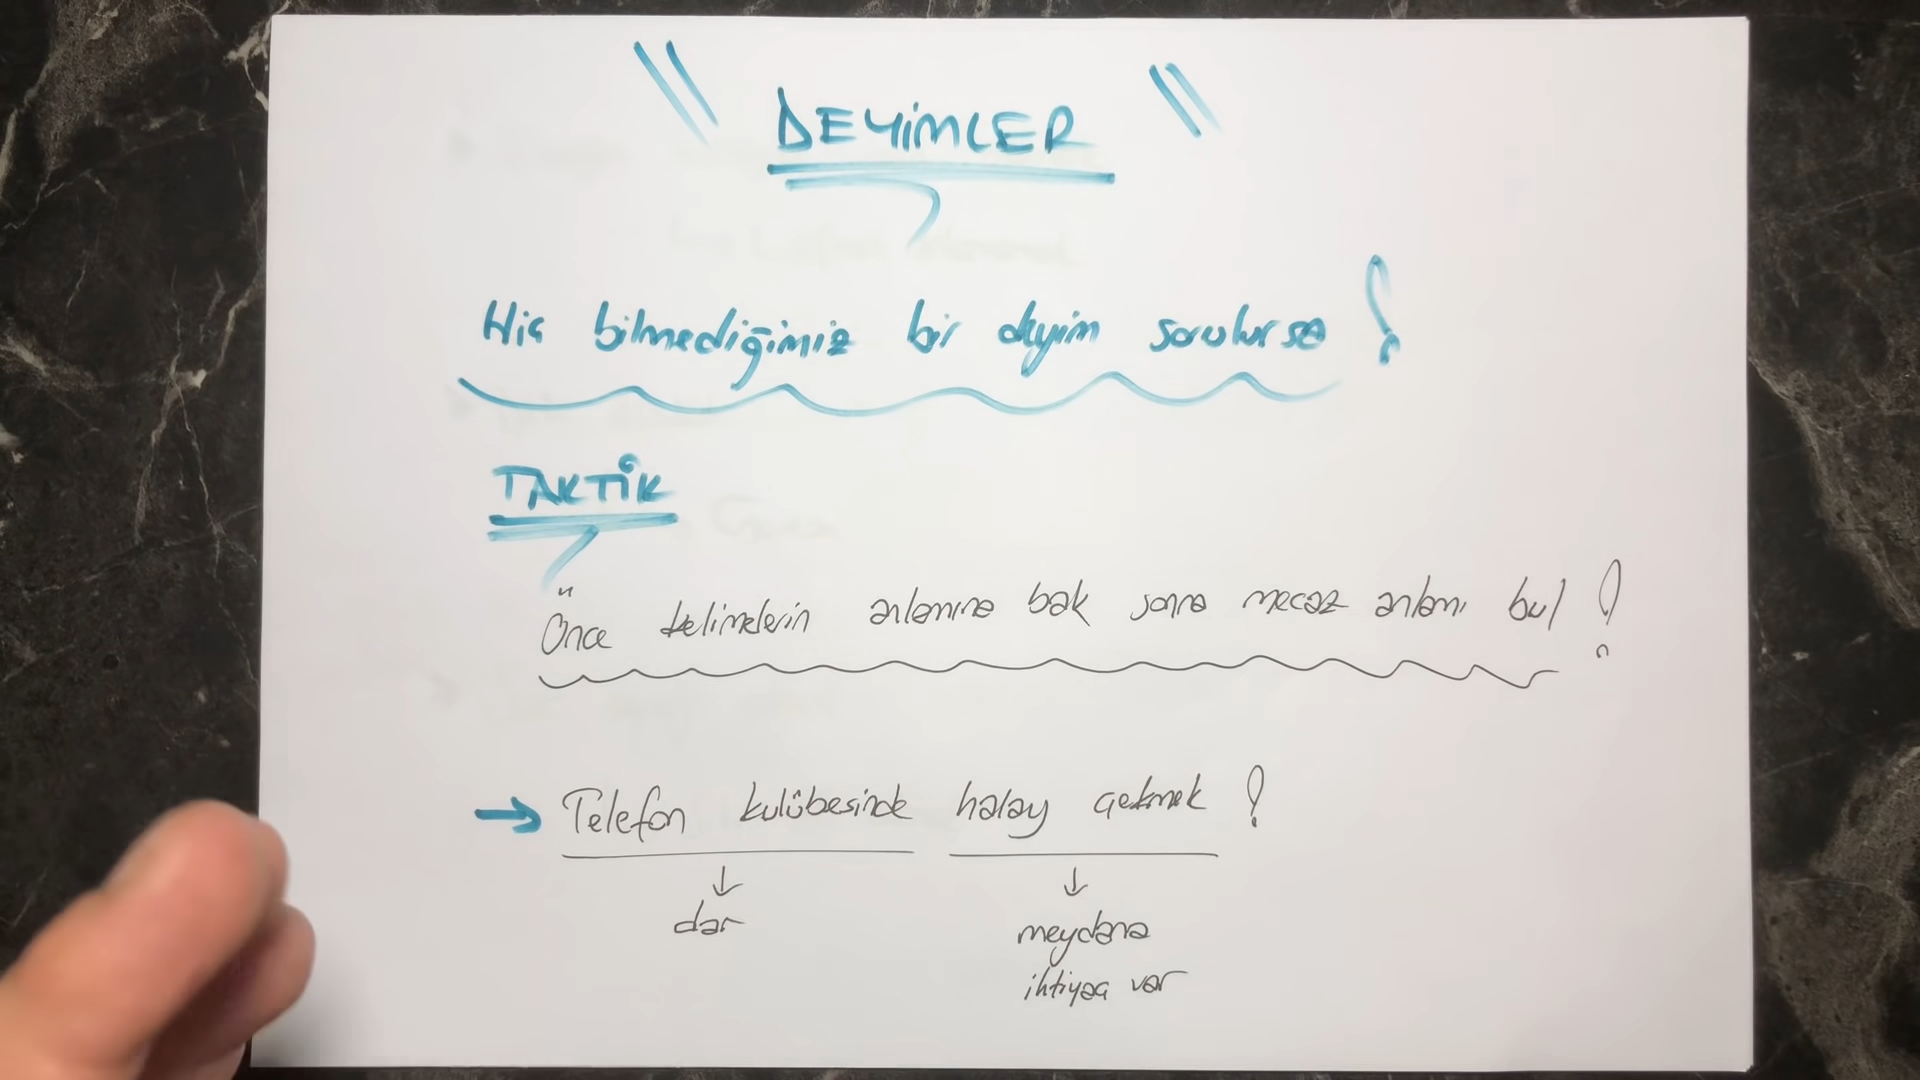 DEYİMLER
Hiç bilmediğimiz bir deyim sorulursa !
TAKTİK
Önce kelimelerin anlamına bak sonra mecaz anlamı bul !
→ Telefon kulübesinde halay çekmek !
↓ ↓
dar meydana
ihtiyaç var